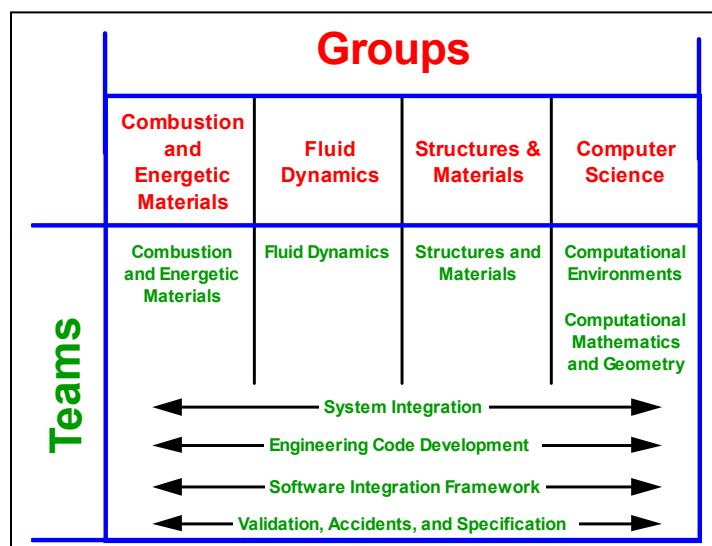 Groups
Combustion
and
Energetic
Materials
Fluid
Dynamics
Structures &
Materials
Computer
Science
Teams
Combustion
and Energetic
Materials
Fluid Dynamics
Structures and
Materials
Computational
Environments
Computational
Mathematics
and Geometry
System Integration
Engineering Code Development
Software Integration Framework
Validation, Accidents, and Specification